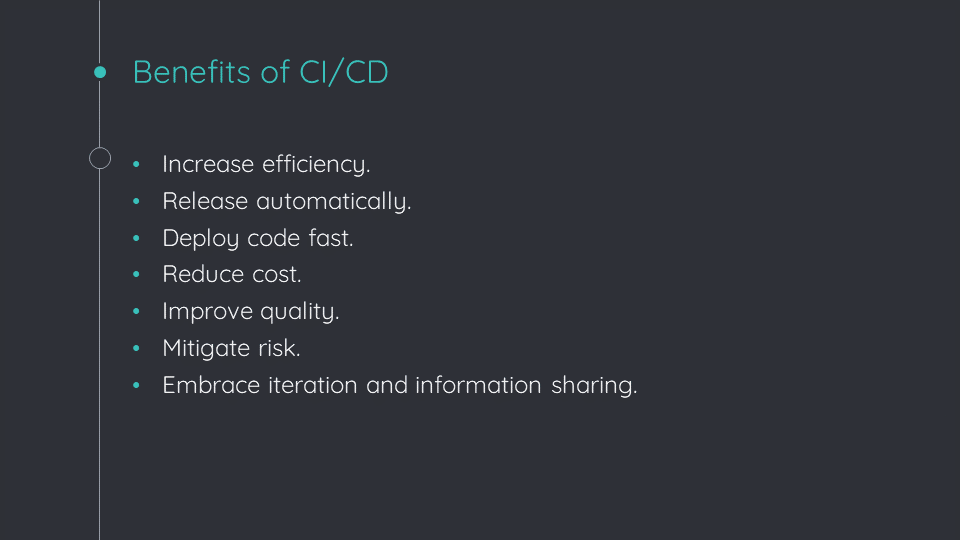 Benefits of CI/CD
• Increase efficiency.
• Release automatically.
• Deploy code fast.
• Reduce cost.
• Improve quality.
• Mitigate risk.
• Embrace iteration and information sharing.